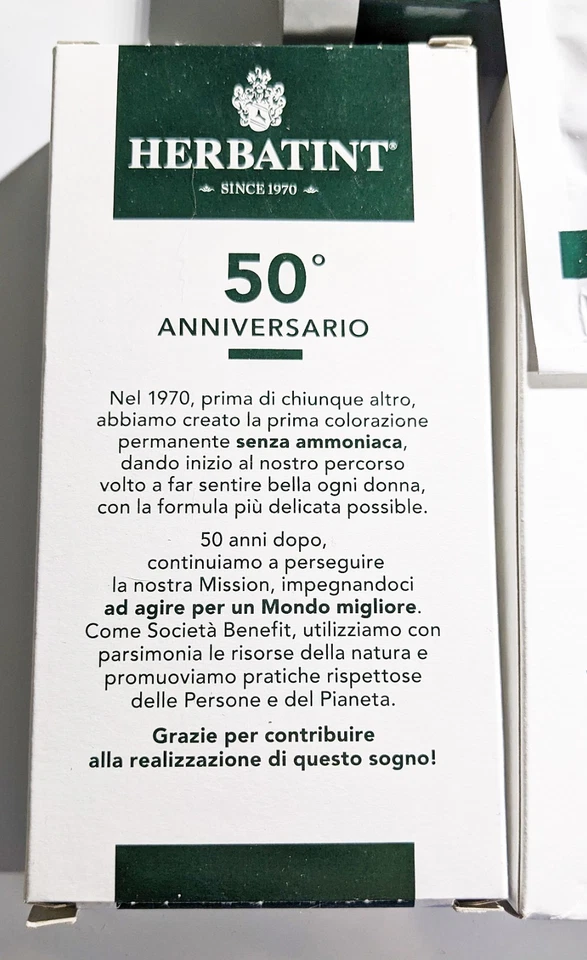 HERBATINT®
SINCE 1970
50°
ANNIVERSARIO
Nel 1970, prima di chiunque altro,
abbiamo creato la prima colorazione
permanente senza ammoniaca,
dando inizio al nostro percorso
volto a far sentire bella ogni donna,
con la formula più delicata possibile.
50 anni dopo,
continuiamo a perseguire
la nostra Mission, impegnandoci
ad agire per un Mondo migliore.
Come Società Benefit, utilizziamo con
parsimonia le risorse della natura e
promuoviamo pratiche rispettose
delle Persone e del Pianeta.
Grazie per contribuire
alla realizzazione di questo sogno!